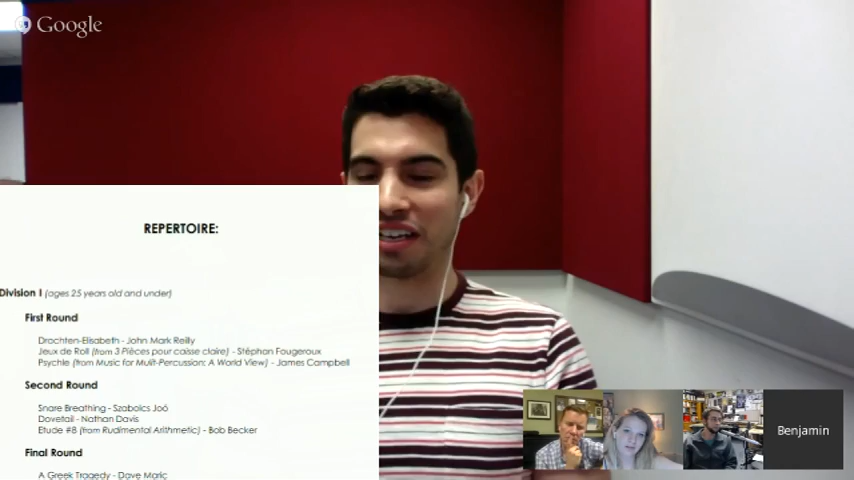 Google
REPERTOIRE:
Division I (ages 25 years old and under)
First Round
Drochten-Elisabeth - John Mark Reilly
Jeux de Roll (from 3 Pièces pour caisse claire) - Stéphan Fougeroux
Psychle (from Music for Mulit-Percussion: A World View) - James Campbell
Second Round
Snare Breathing - Szabolcs Joó
Dovetail - Nathan Davis
Etude #8 (from Rudimental Arithmetic) - Bob Becker
Final Round
A Greek Tragedy - Dave Maric
Benjamin